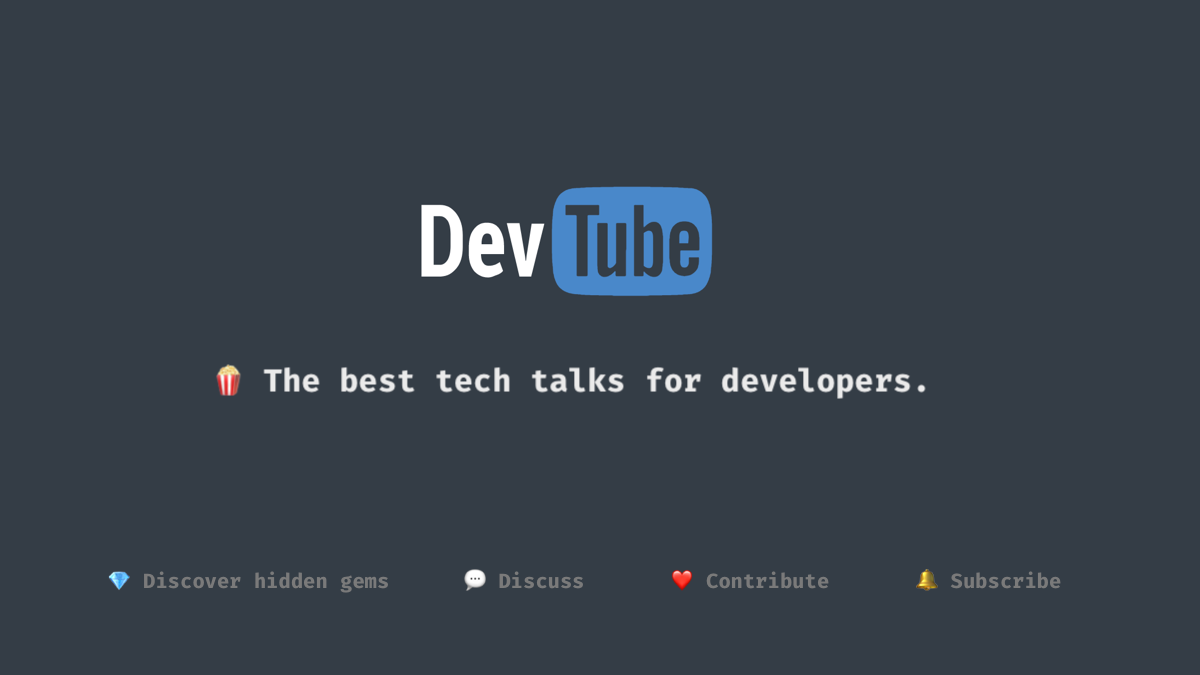 DevTube
🍿 The best tech talks for developers.
💎 Discover hidden gems 💬 Discuss ❤️ Contribute 🔔 Subscribe